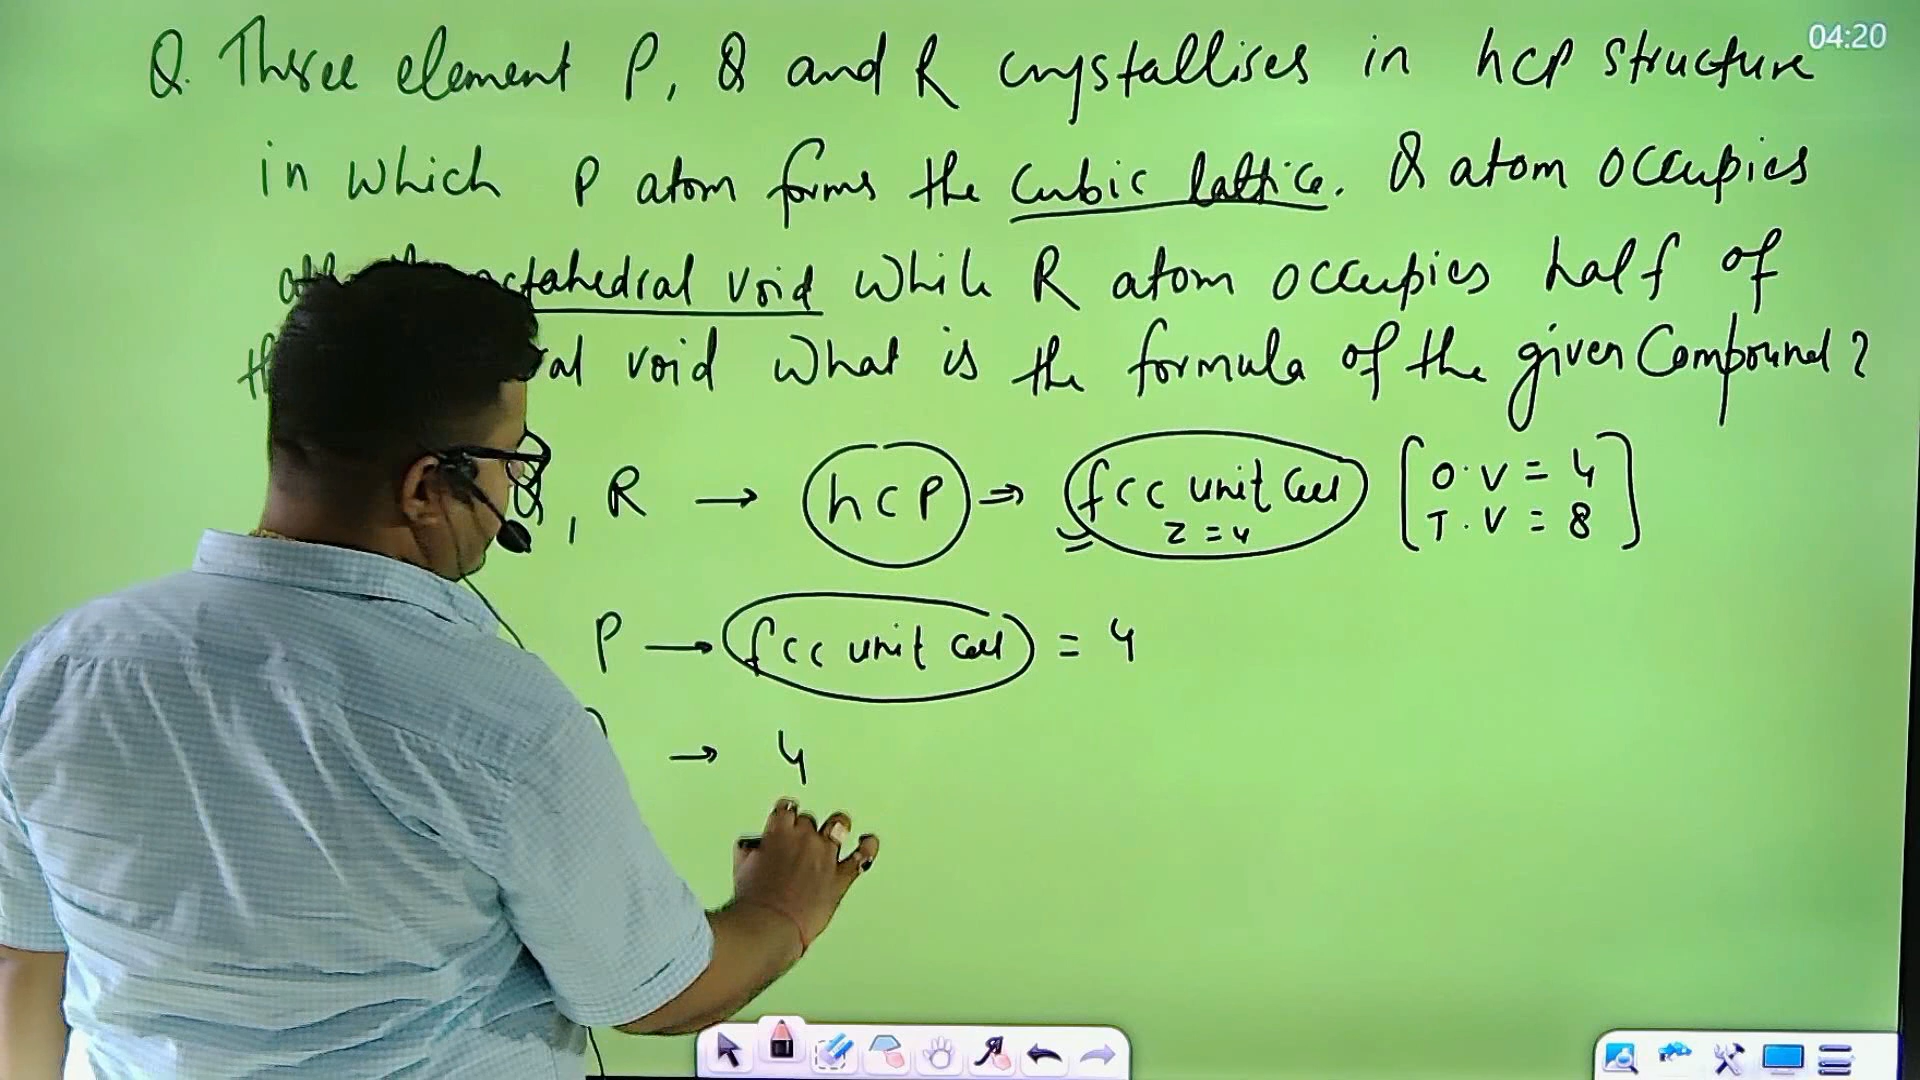 04:20
Q. Three element P, Q and R crystallises in hcp structure
in which P atom forms the cubic lattice. Q atom occupies
void while R atom occupies half of
void what is the formula of the given Compound?
, R → hcp ⇒ fcc unit cell [O.V = 4
Z = 4 T.V = 8]
P → fcc unit cell = 4
→ 4